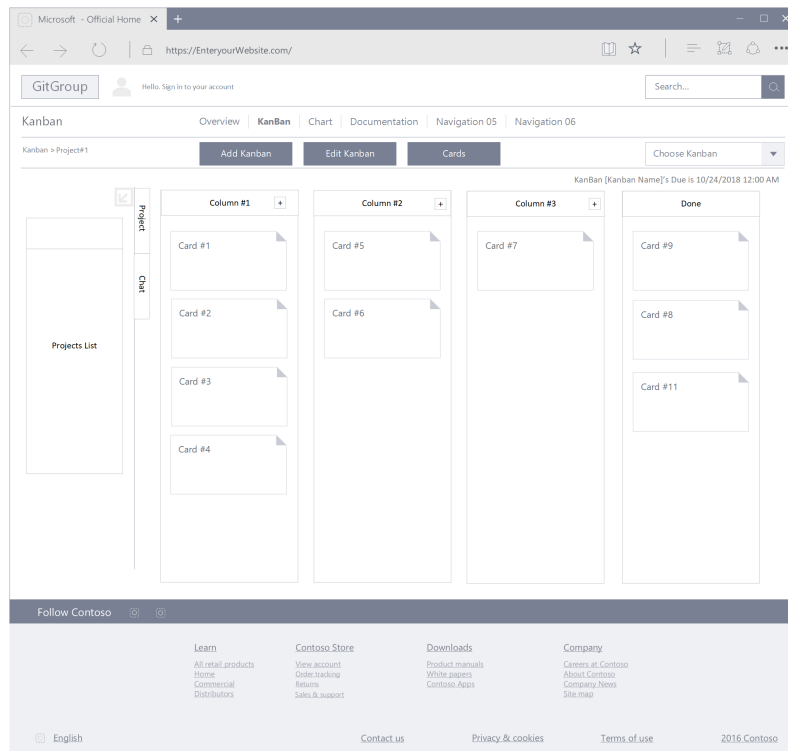 Microsoft - Official Home
https://EnteryourWebsite.com/
GitGroup
Hello. Sign in to your account
Search...
Kanban
Overview
KanBan
Chart
Documentation
Navigation 05
Navigation 06
Kanban > Project#1
Add Kanban
Edit Kanban
Cards
Choose Kanban
KanBan [Kanban Name]'s Due is 10/24/2018 12:00 AM
Project
Chat
Projects List
Column #1
+
Card #1
Card #2
Card #3
Card #4
Column #2
+
Card #5
Card #6
Column #3
+
Card #7
Done
Card #9
Card #8
Card #11
Follow Contoso
Learn
All retail products
Home
Commercial
Distributors
Contoso Store
View account
Order tracking
Returns
Sales & support
Downloads
Product manuals
White papers
Contoso Apps
Company
Careers at Contoso
About Contoso
Company News
Site map
English
Contact us
Privacy & cookies
Terms of use
2016 Contoso